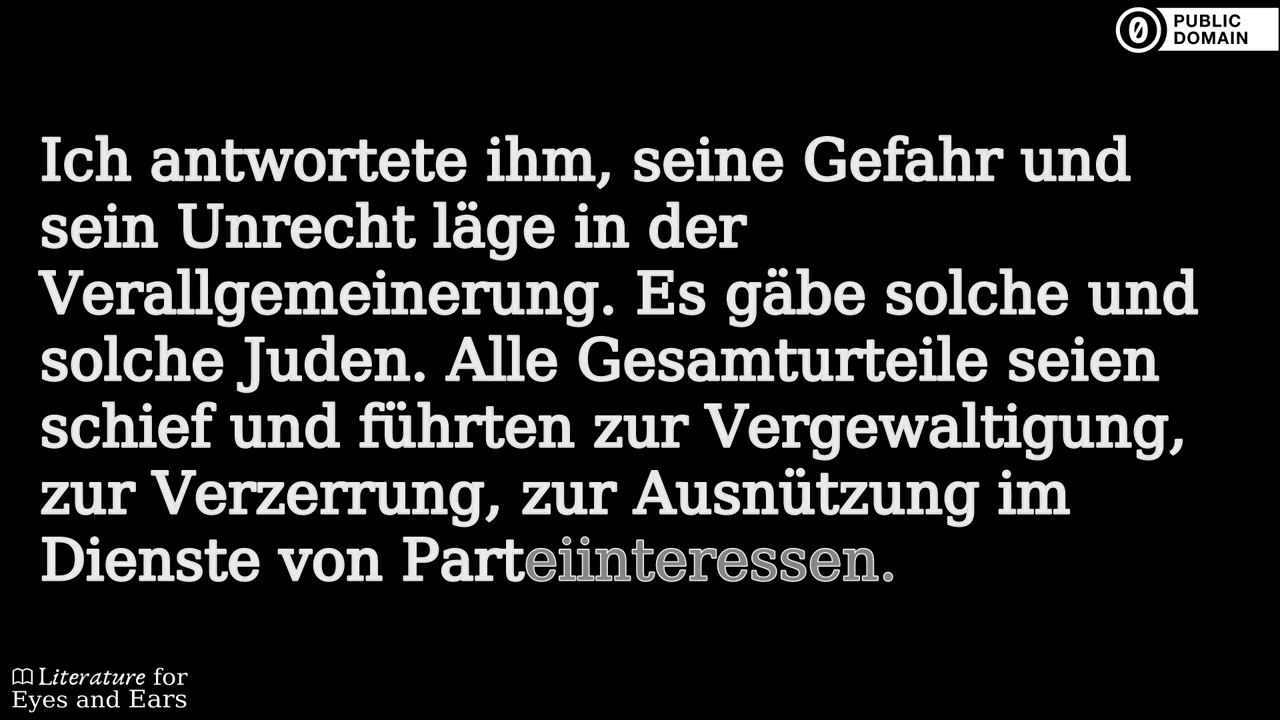 PUBLIC
DOMAIN
Ich antwortete ihm, seine Gefahr und
sein Unrecht läge in der
Verallgemeinerung. Es gäbe solche und
solche Juden. Alle Gesamturteile seien
schief und führten zur Vergewaltigung,
zur Verzerrung, zur Ausnützung im
Dienste von Parteiinteressen.
Literature for
Eyes and Ears